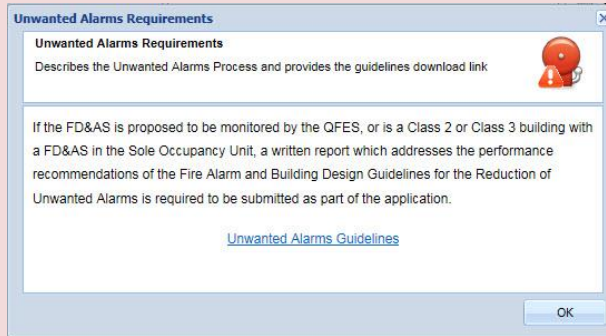 Unwanted Alarms Requirements
Unwanted Alarms Requirements
Describes the Unwanted Alarms Process and provides the guidelines download link
If the FD&AS is proposed to be monitored by the QFES, or is a Class 2 or Class 3 building with
a FD&AS in the Sole Occupancy Unit, a written report which addresses the performance
recommendations of the Fire Alarm and Building Design Guidelines for the Reduction of
Unwanted Alarms is required to be submitted as part of the application.
Unwanted Alarms Guidelines
OK